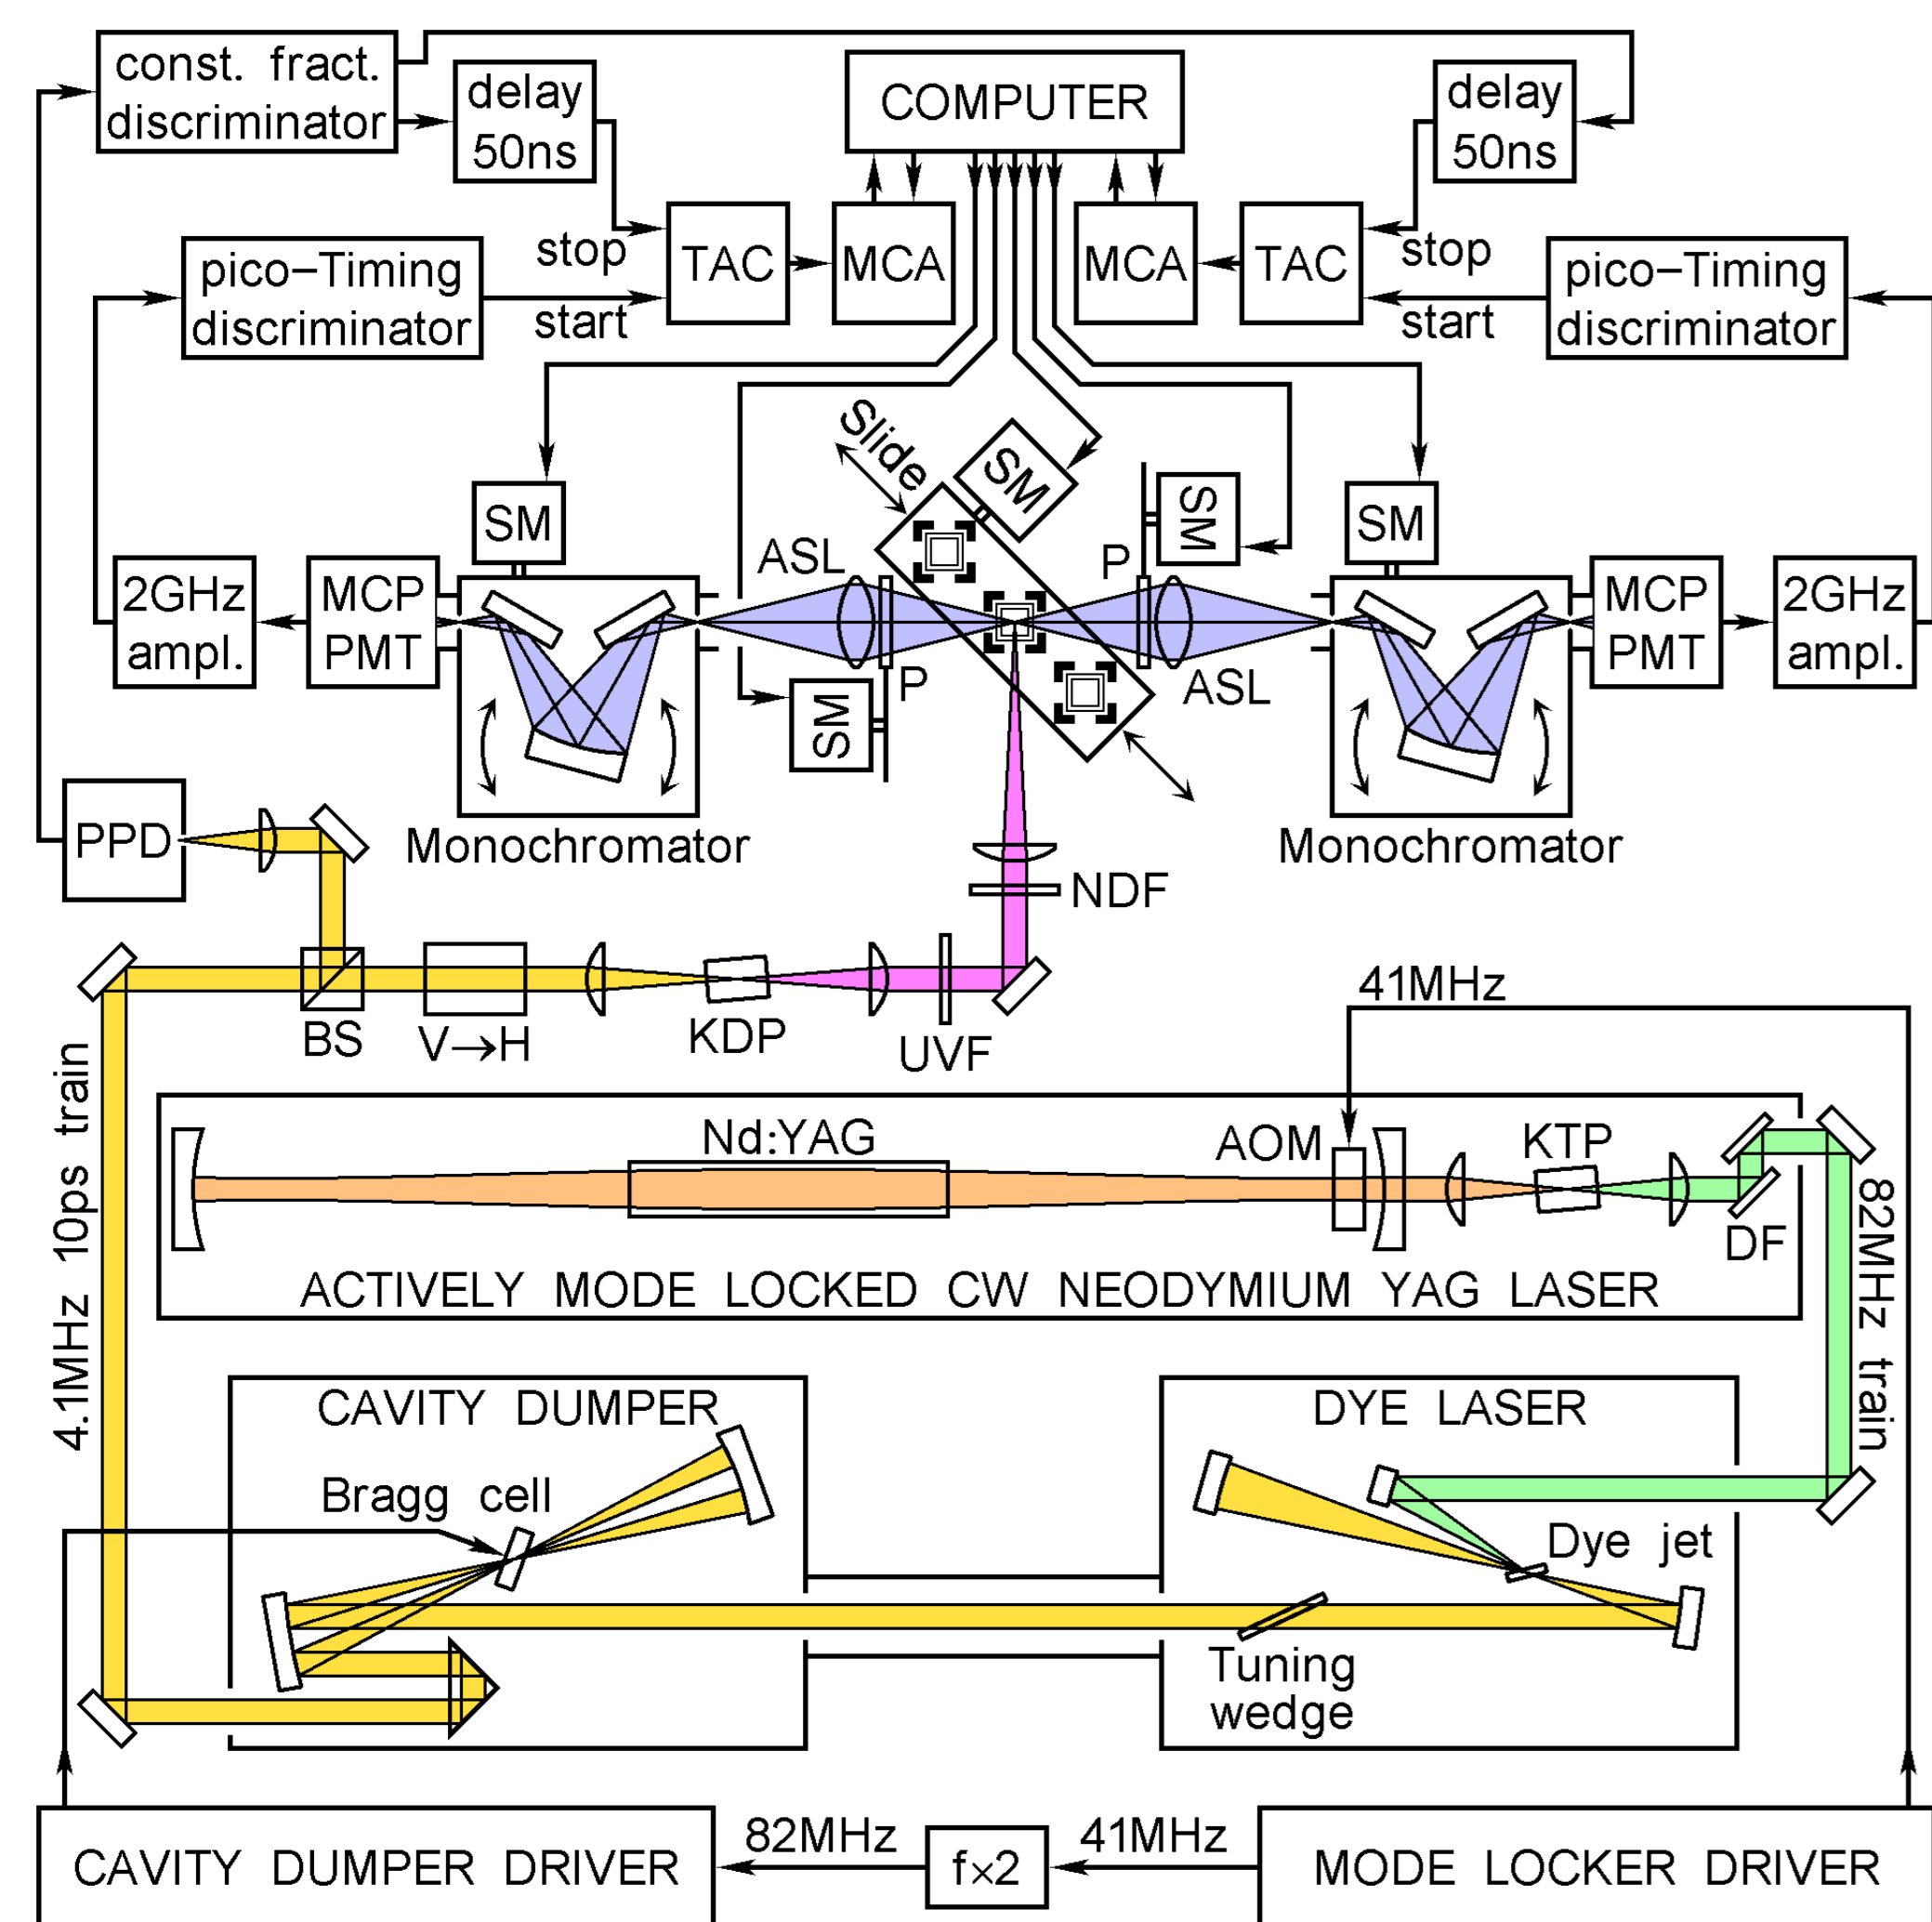 const. fract.
discriminator
delay
50ns
COMPUTER
delay
50ns
stop
TAC
MCA
MCA
TAC
stop
pico–Timing
discriminator
start
start
pico–Timing
discriminator
Slide
SM
SM
SM
SM
ASL
P
2GHz
ampl.
MCP
PMT
MCP
PMT
2GHz
ampl.
P
ASL
SM
PPD
Monochromator
Monochromator
NDF
BS
V→H
KDP
UVF
41MHz
4.1MHz 10ps train
Nd:YAG
AOM
KTP
DF
82MHz train
ACTIVELY MODE LOCKED CW NEODYMIUM YAG LASER
CAVITY DUMPER
DYE LASER
Bragg cell
Dye jet
Tuning
wedge
CAVITY DUMPER DRIVER
82MHz
f×2
41MHz
MODE LOCKER DRIVER